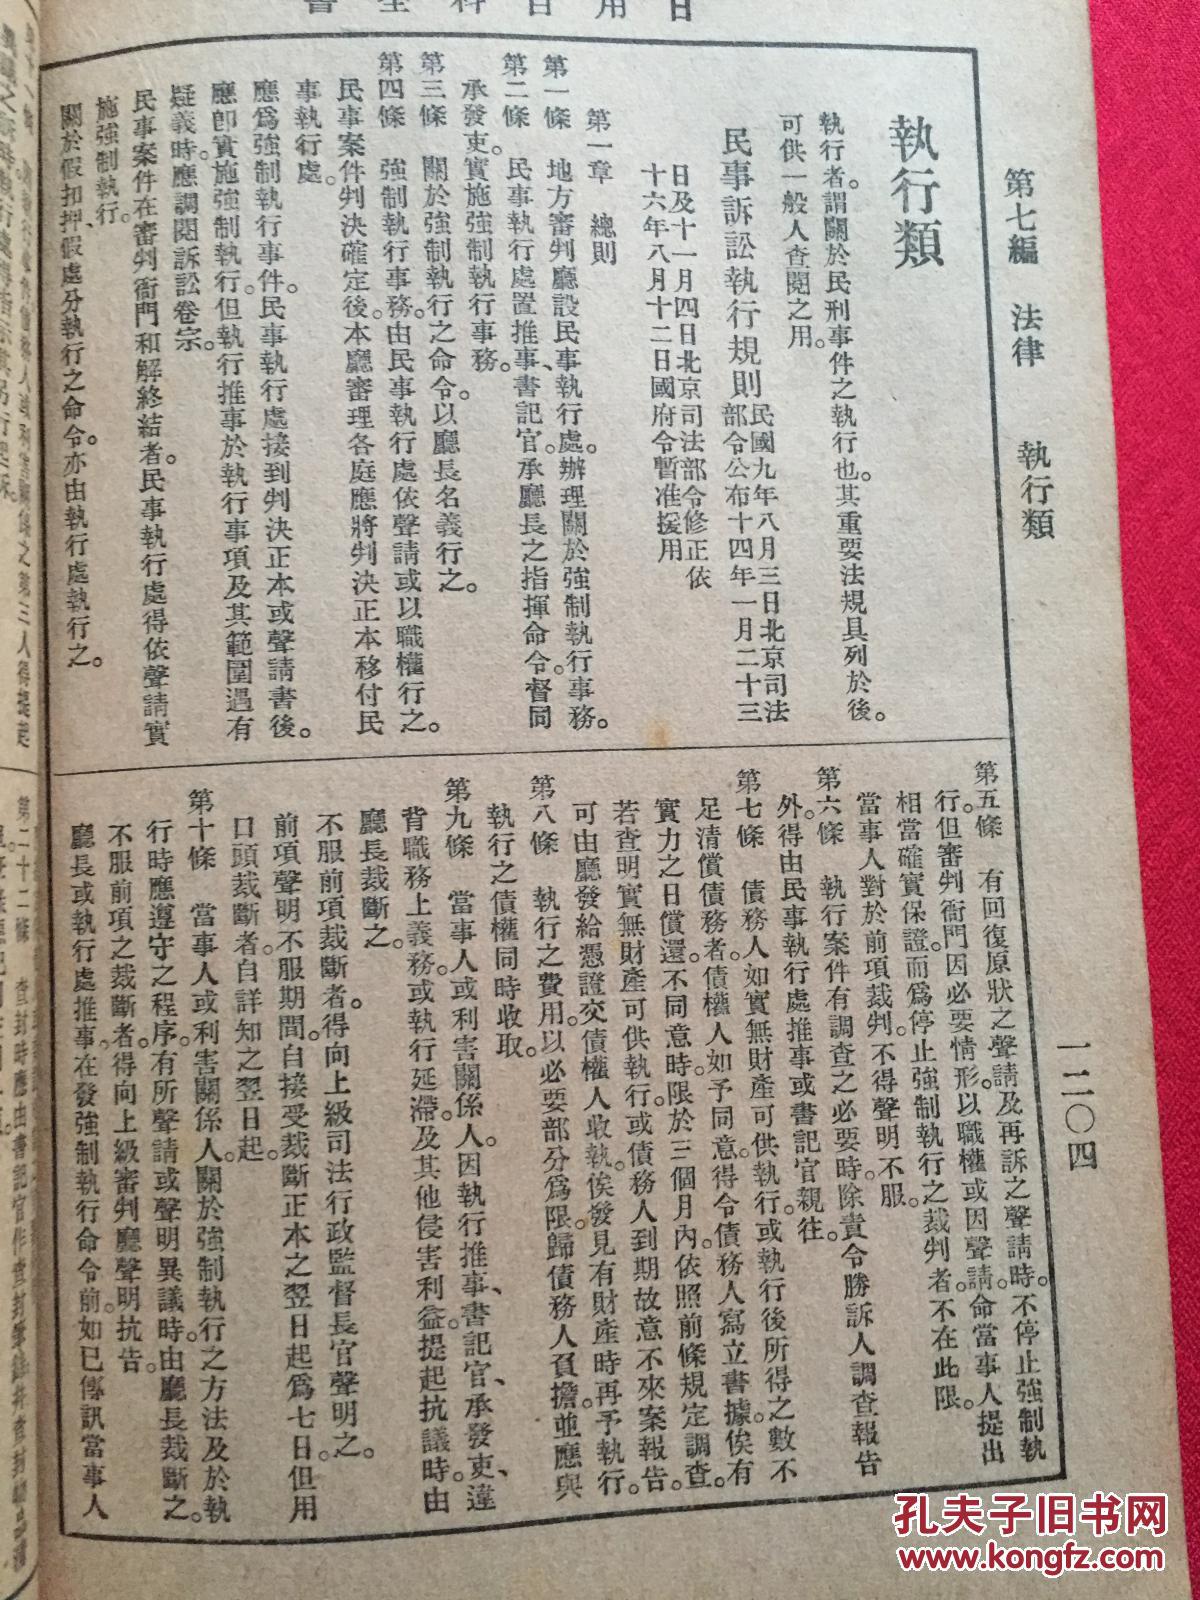 日用百科全書
第七編 法律 執行類
一二〇四
執行類
執行者。謂關於民刑事件之執行也。其重要法規具列於後。
可供一般人查閱之用。
民事訴訟執行規則
民國九年八月三日北京司法
部令公布十四年一月二十三
日及十一月四日北京司法部令修正依
十六年八月十二日國府令暫准援用
第一章 總則
第一條 地方審判廳設民事執行處。辦理關於強制執行事務。
第二條 民事執行處置推事、書記官。承廳長之指揮命令。督同
承發吏。實施強制執行事務。
第三條 關於強制執行之命令。以廳長名義行之。
第四條 強制執行事務。由民事執行處依聲請或以職權行之。
民事案件判決確定後。本廳審理各庭應將判決正本移付民
事執行處。
應爲強制執行事件。民事執行處接到判決正本或聲請書後。
應卽實施強制執行。但執行推事於執行事項及其範圍遇有
疑義時。應調閱訴訟卷宗。
民事案件在審判衙門和解終結者。民事執行處得依聲請實
施強制執行。
關於假扣押、假處分執行之命令。亦由執行處執行之。
第五條 有回復原狀之聲請及再訴之聲請時。不停止強制執
行。但審判衙門因必要情形。以職權或因聲請。命當事人提出
相當確實保證。而爲停止強制執行之裁判者。不在此限。
當事人對於前項裁判。不得聲明不服。
第六條 執行案件有調查之必要時。除責令勝訴人調查報告
外。得由民事執行處推事或書記官親往。
第七條 債務人如實無財產可供執行。或執行後所得之數不
足清償債務者。債權人如予同意。得令債務人寫立書據。俟有
實力之日償還。不同意時。限於三個月內。依照前條規定調查。
若查明實無財產可供執行。或債務人到期故意不來案報告。
可由廳發給憑證交債權人收執。俟發見有財產時再予執行。
第八條 執行之費用。以必要部分爲限。歸債務人負擔。並應與
執行之債權同時收取。
第九條 當事人或利害關係人。因執行推事、書記官、承發吏、違
背職務上義務。或執行延滯。及其他侵害利益。提起抗議時。由
廳長裁斷之。
不服前項裁斷者。得向上級司法行政監督長官聲明之。
前項聲明不服期間。自接受裁斷正本之翌日起爲七日。但用
口頭裁斷者。自詳知之翌日起。
第十條 當事人或利害關係人。關於強制執行之方法及於執
行時應遵守之程序。有所聲請或聲明異議時。由廳長裁斷之。
不服前項之裁斷者。得向上級審判廳聲明抗告。
廳長或執行處推事。在發強制執行命令前。如已傳訊當事人
孔夫子旧书网
www.kongfz.com